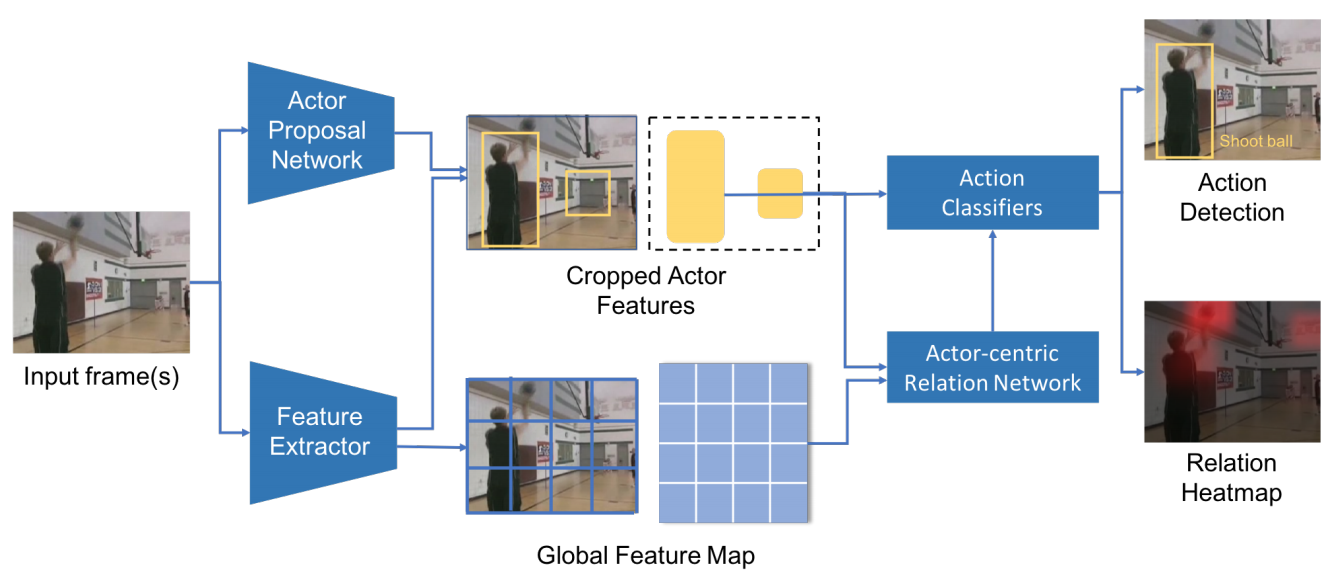 Actor
Proposal
Network
Input frame(s)
Feature
Extractor
Cropped Actor
Features
Global Feature Map
Action
Classifiers
Actor-centric
Relation Network
Shoot ball
Action
Detection
Relation
Heatmap